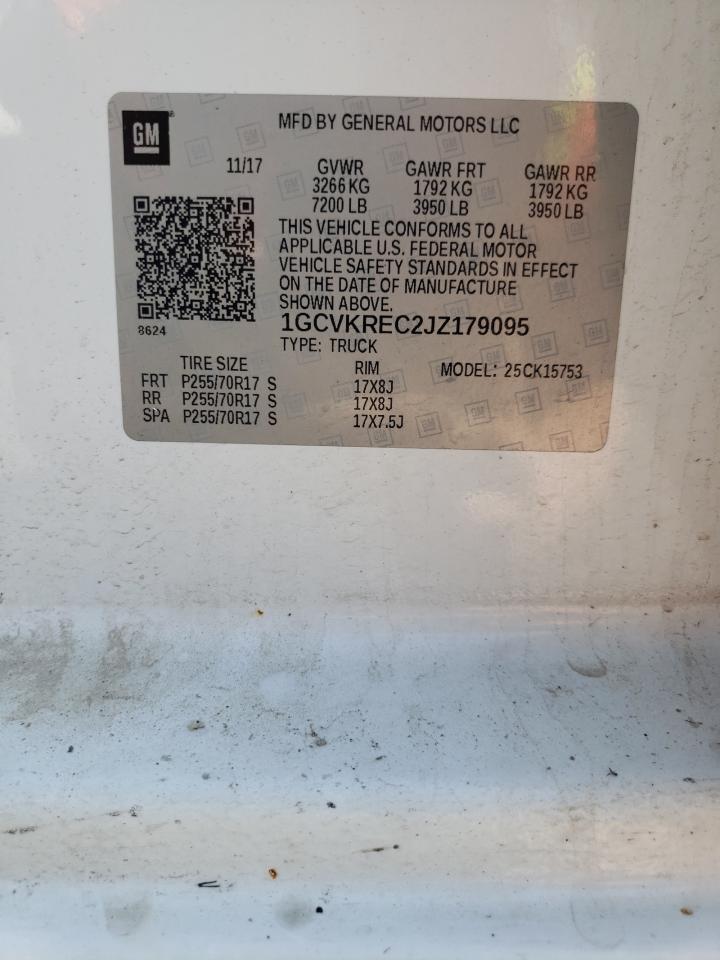 GM
MFD BY GENERAL MOTORS LLC
11/17 GVWR GAWR FRT GAWR RR
3266 KG 1792 KG 1792 KG
7200 LB 3950 LB 3950 LB
THIS VEHICLE CONFORMS TO ALL
APPLICABLE U.S. FEDERAL MOTOR
VEHICLE SAFETY STANDARDS IN EFFECT
ON THE DATE OF MANUFACTURE
SHOWN ABOVE.
8624
1GCVKREC2JZ179095
TYPE: TRUCK
TIRE SIZE RIM MODEL: 25CK15753
FRT P255/70R17 S 17X8J
RR P255/70R17 S 17X8J
SPA P255/70R17 S 17X7.5J